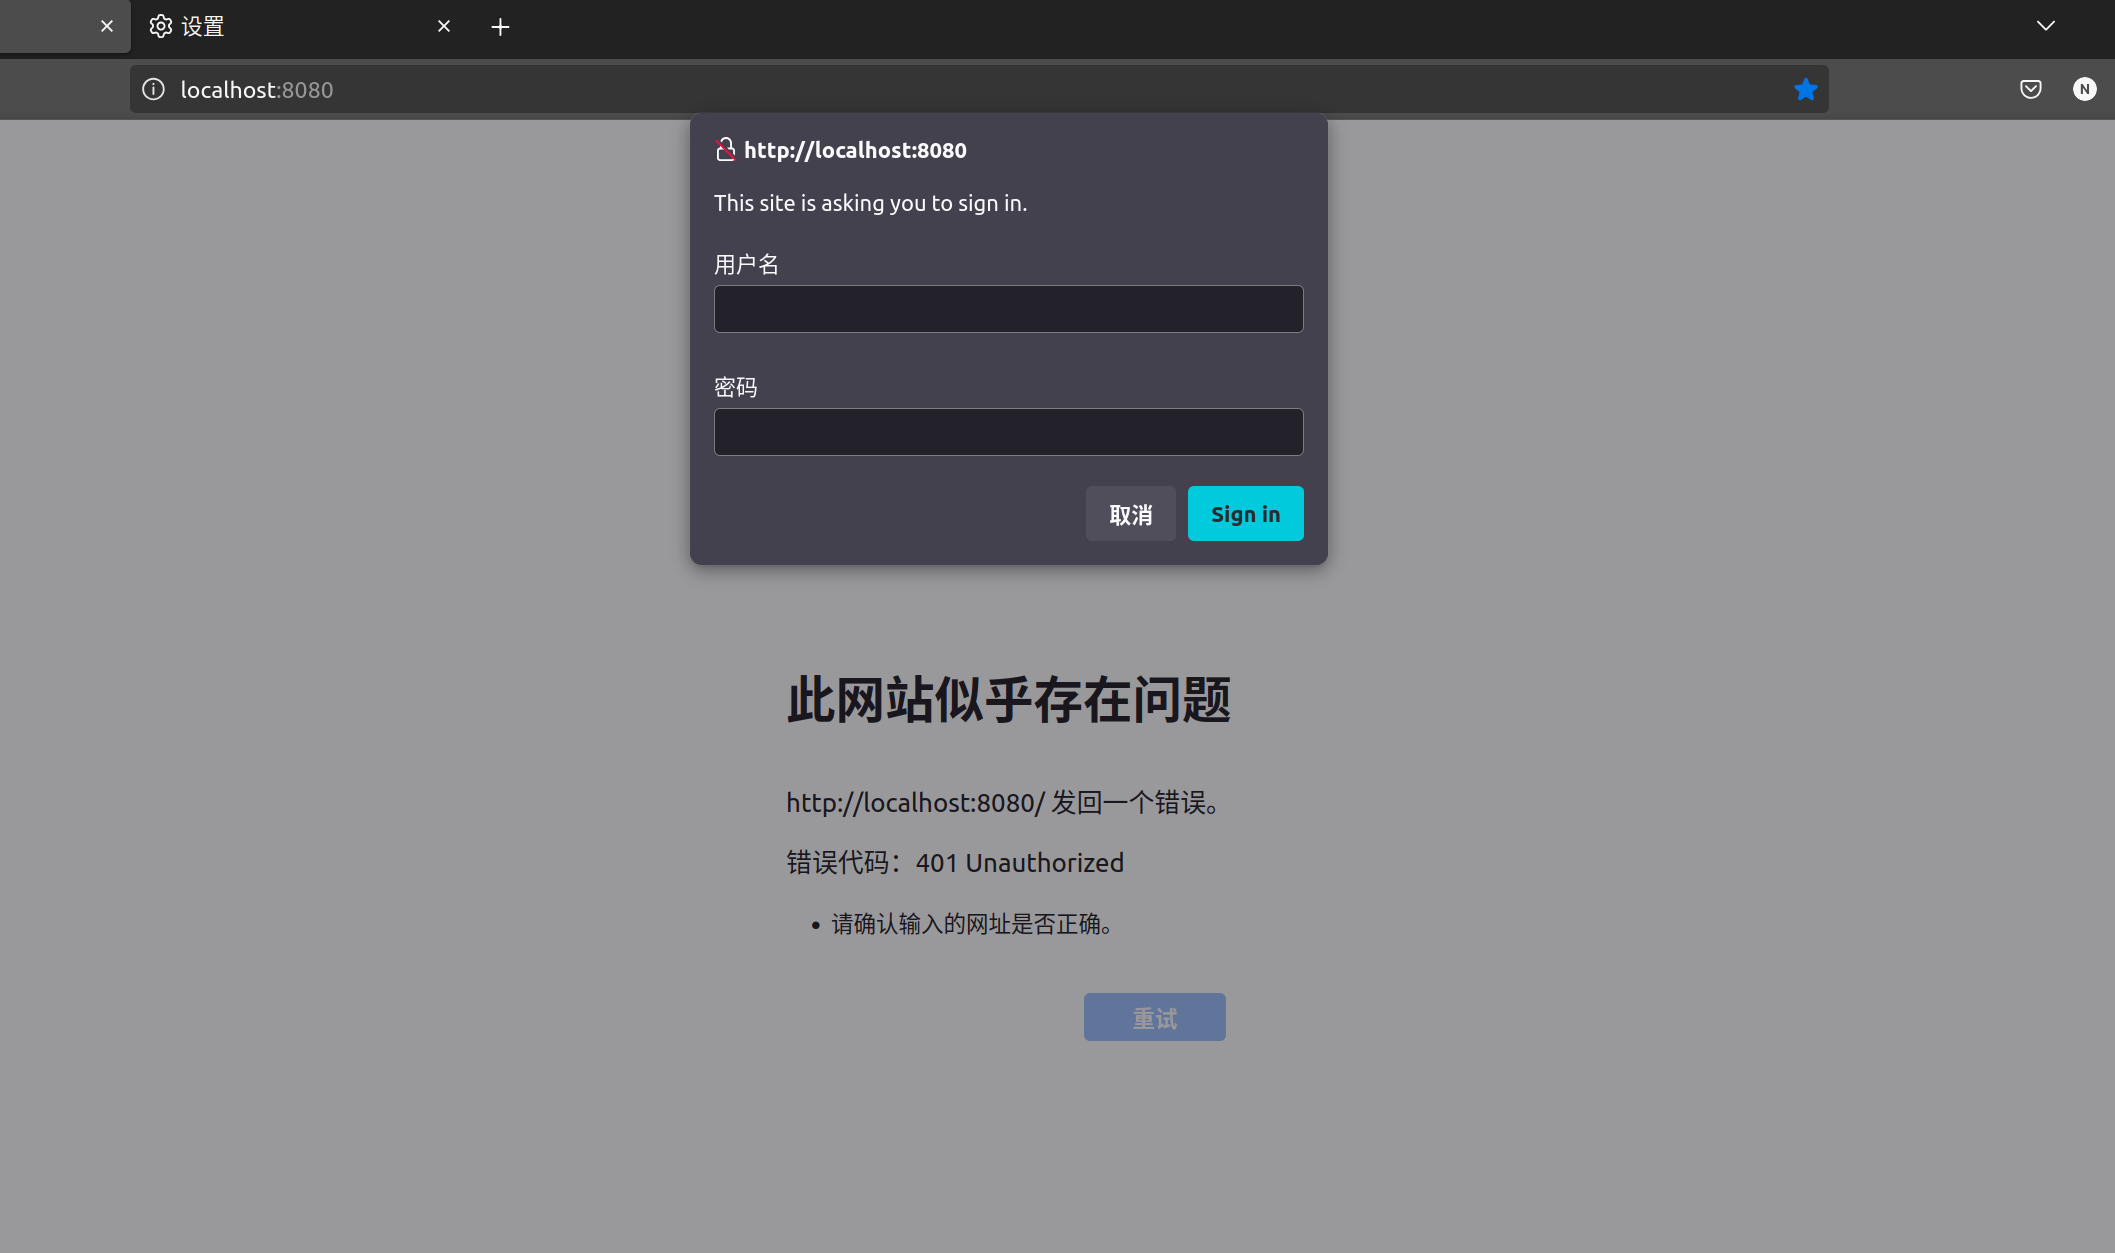 设置
localhost:8080
N
http://localhost:8080
This site is asking you to sign in.
用户名
密码
取消
Sign in
此网站似乎存在问题
http://localhost:8080/ 发回一个错误。
错误代码：401 Unauthorized
• 请确认输入的网址是否正确。
重试